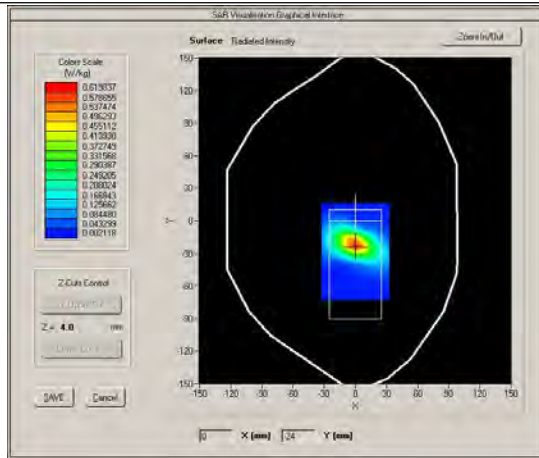 SAR Visualisation Graphical Interface
Surface Radiated Intensity
Zoom In/Out
Colors Scale
(W/kg)
0.619837
0.578655
0.537474
0.496293
0.455112
0.413930
0.372749
0.331568
0.290387
0.249205
0.208024
0.166843
0.125662
0.084480
0.043299
0.002118
150
120
90
60
30
0
30
60
90
120
150
Y
-150 -120 -90 -60 -30 0 30 60 90 120 150
X
Z-Cuts Control
Z = 4.0 mm
SAVE Cancel
0 X (mm) -24 Y (mm)